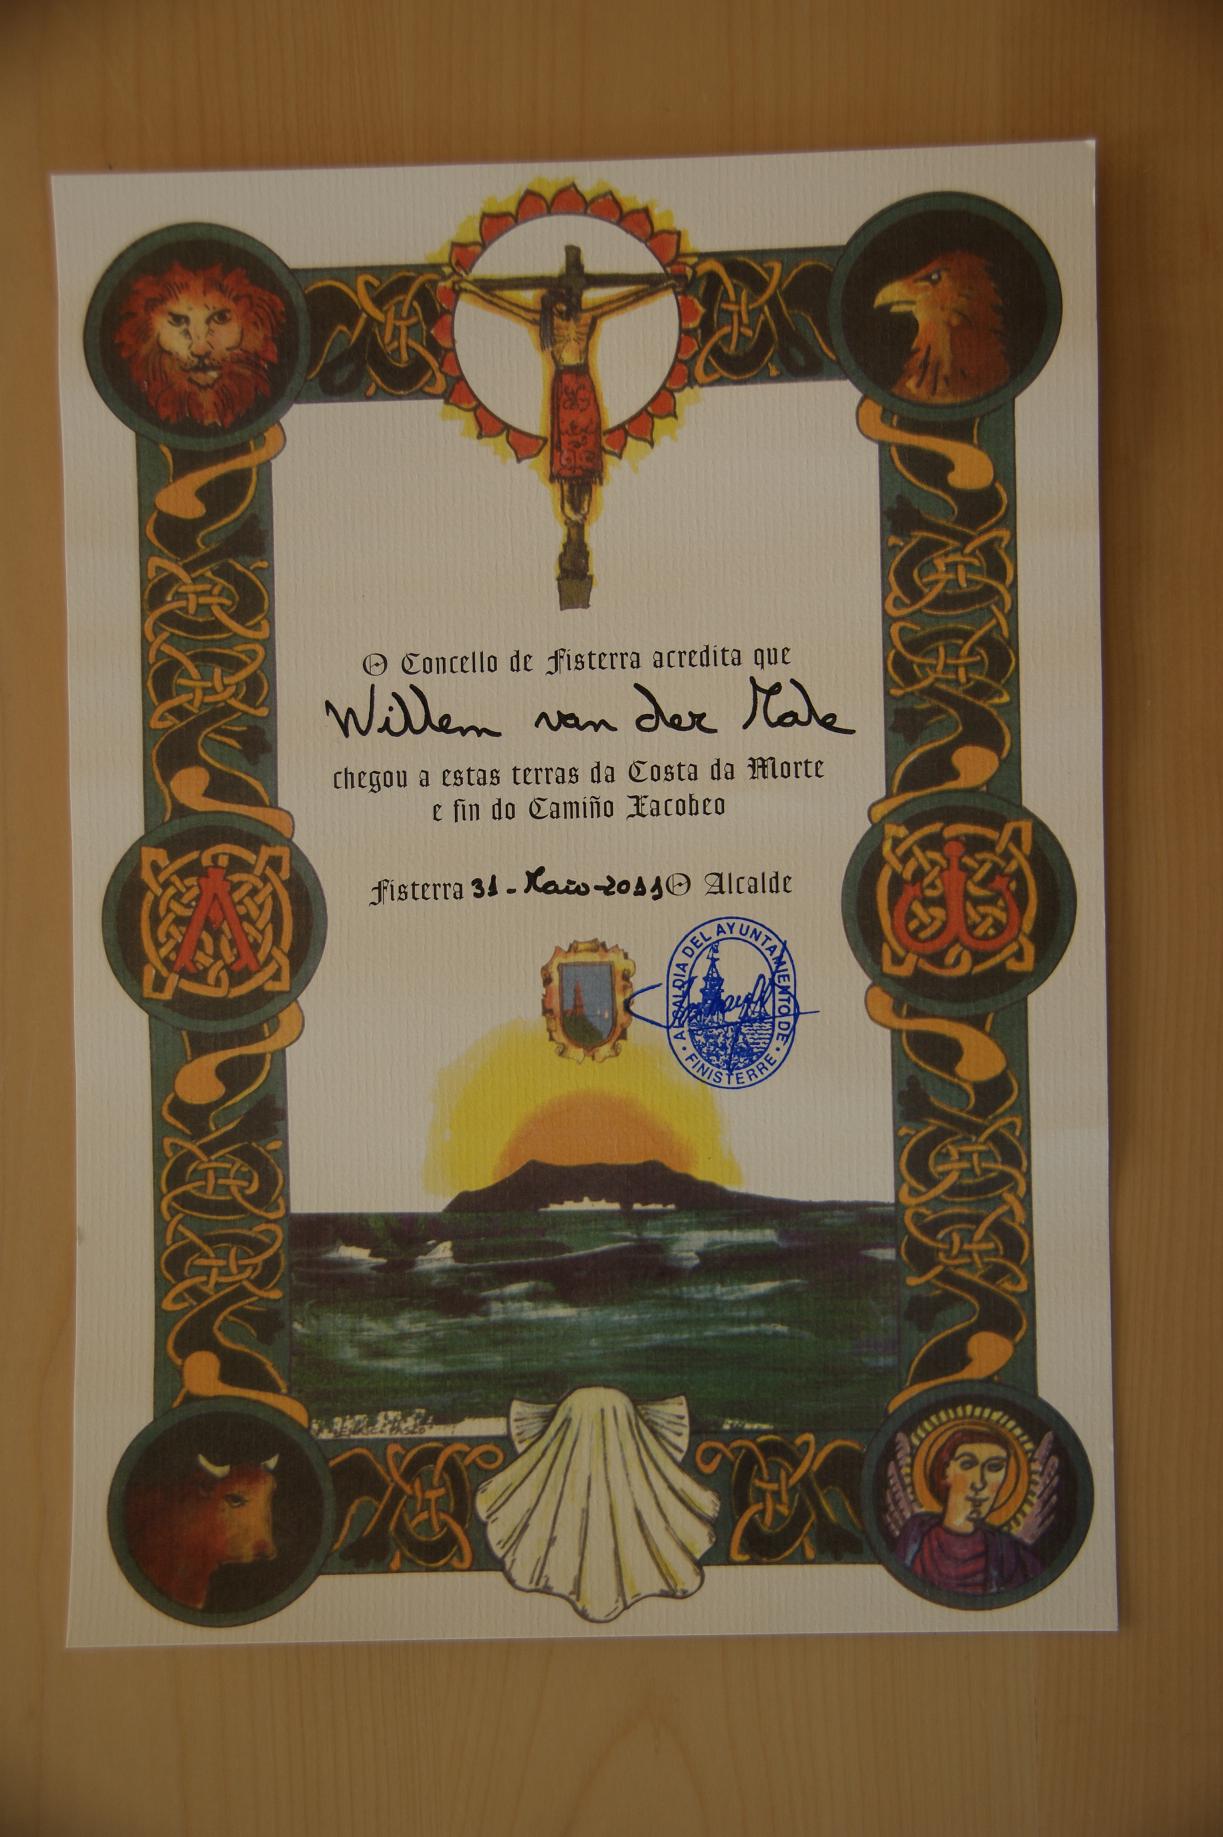 O Concello de Fisterra acredita que
Willem van der Male
chegou a estas terras da Costa da Morte
e fin do Camiño Xacobeo
Fisterra 31-Maio-2011 O Alcalde
ALCALDIA DEL AYUNTAMIENTO DE
· FINISTERRE ·